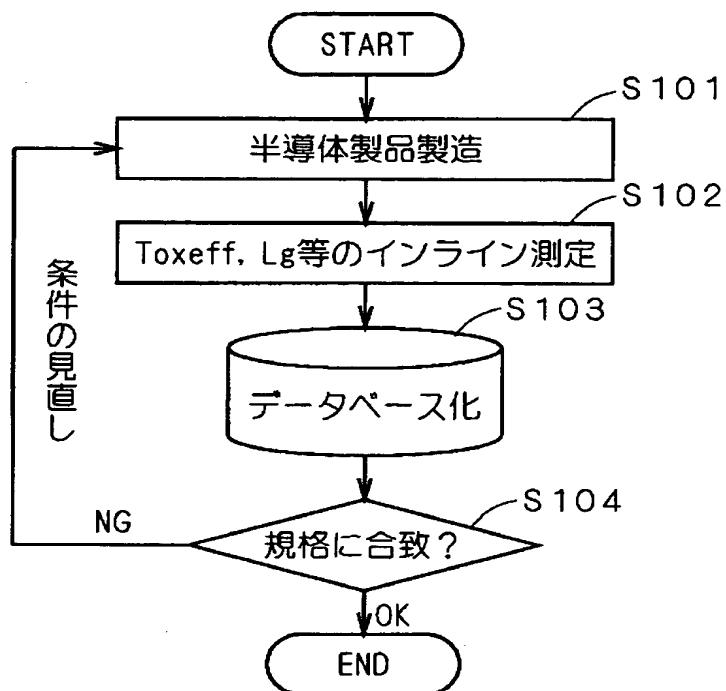 START
S101
半導体製品製造
S102
Toxeff, Lg等のインライン測定
S103
データベース化
条件の見直し
S104
規格に合致？
NG
OK
END